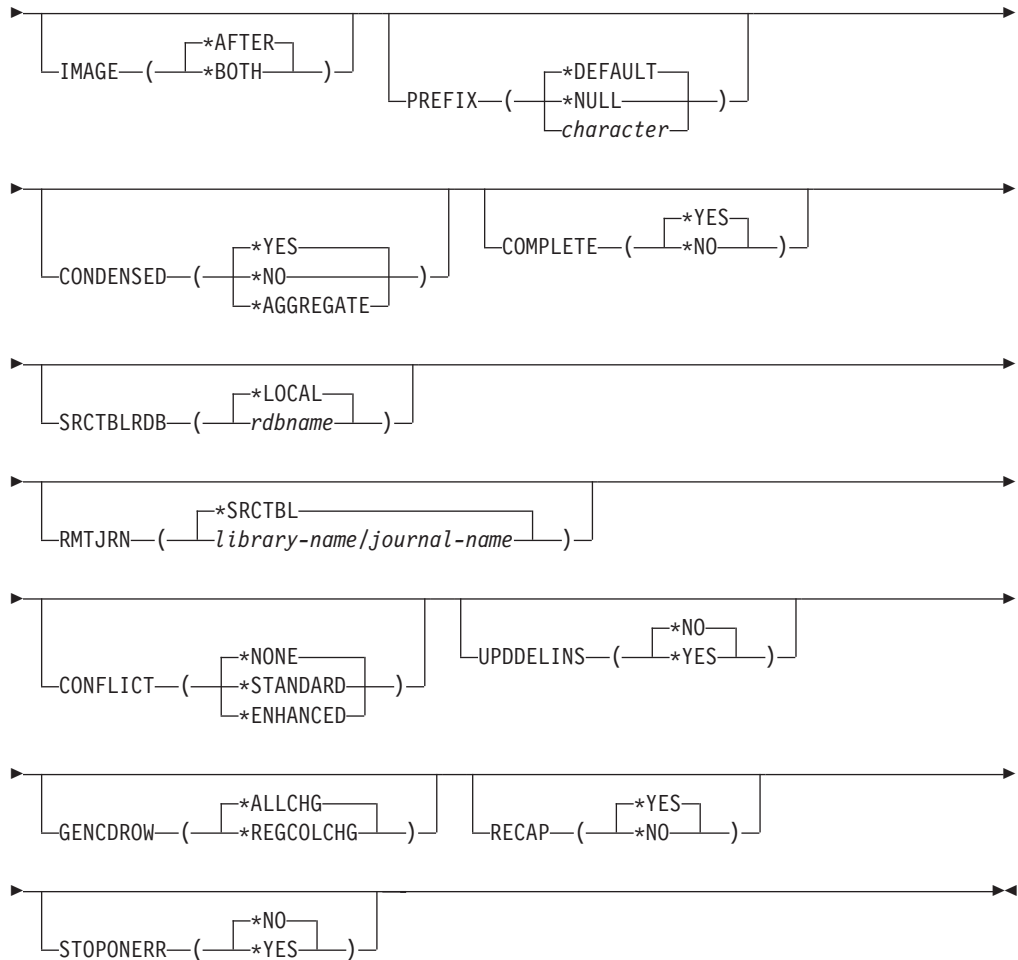 *AFTER
IMAGE ( *BOTH )
*DEFAULT
PREFIX ( *NULL )
character
*YES
COMPLETE ( *NO )
*YES
CONDENSED ( *NO )
*AGGREGATE
*LOCAL
SRCTBLRDB ( rdbname )
*SRCTBL
RMTJRN ( library-name/journal-name )
*NO
UPDDELINS ( *YES )
*NONE
CONFLICT ( *STANDARD )
*ENHANCED
*ALLCHG
GENCDROW ( *REGCOLCHG )
*YES
RECAP ( *NO )
*NO
STOPONERR ( *YES )